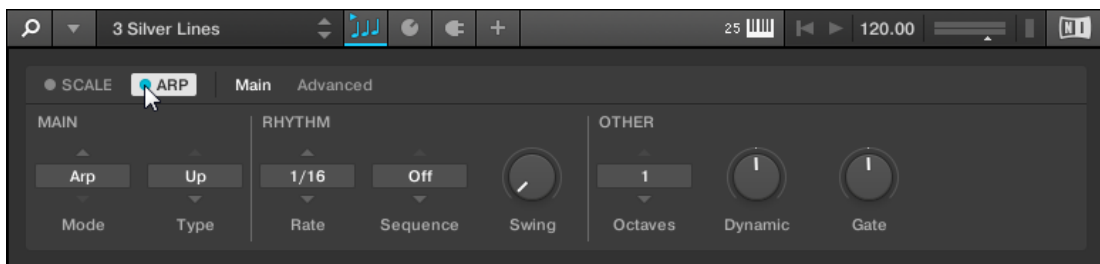 3 Silver Lines 25 120.00 NI
SCALE ARP Main Advanced
MAIN RHYTHM OTHER
Arp Up 1/16 Off 1
Mode Type Rate Sequence Swing Octaves Dynamic Gate